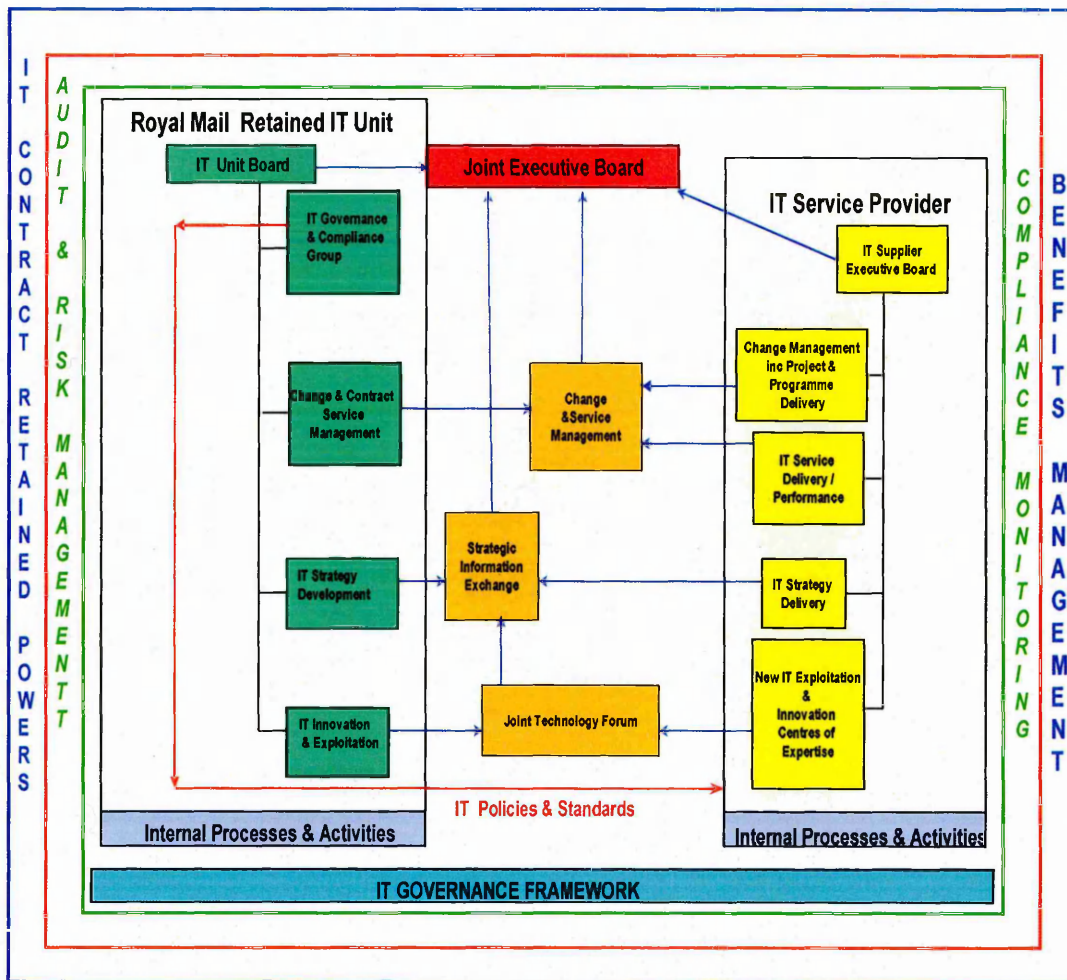 IT CONTRACT RETAINED POWERS
AUDIT & RISK MANAGEMENTT
Royal Mail Retained IT Unit
IT Unit Board
IT Governance
& Compliance
Group
Change & Contract
Service
Management
IT Strategy
Development
IT Innovation
& Exploitation
Internal Processes & Activities
Joint Executive Board
Change
&Service
Management
Strategic
Information
Exchange
Joint Technology Forum
IT Policies & Standards
IT Service Provider
IT Supplier
Executive Board
Change Management
inc Project &
Programme
Delivery
IT Service
Delivery /
Performance
IT Strategy
Delivery
New IT Exploitation
&
Innovation
Centres of
Expertise
Internal Processes & Activities
IT GOVERNANCE FRAMEWORK
COMPLIANCE MONITORING
BENEFITS MANAGEMENT